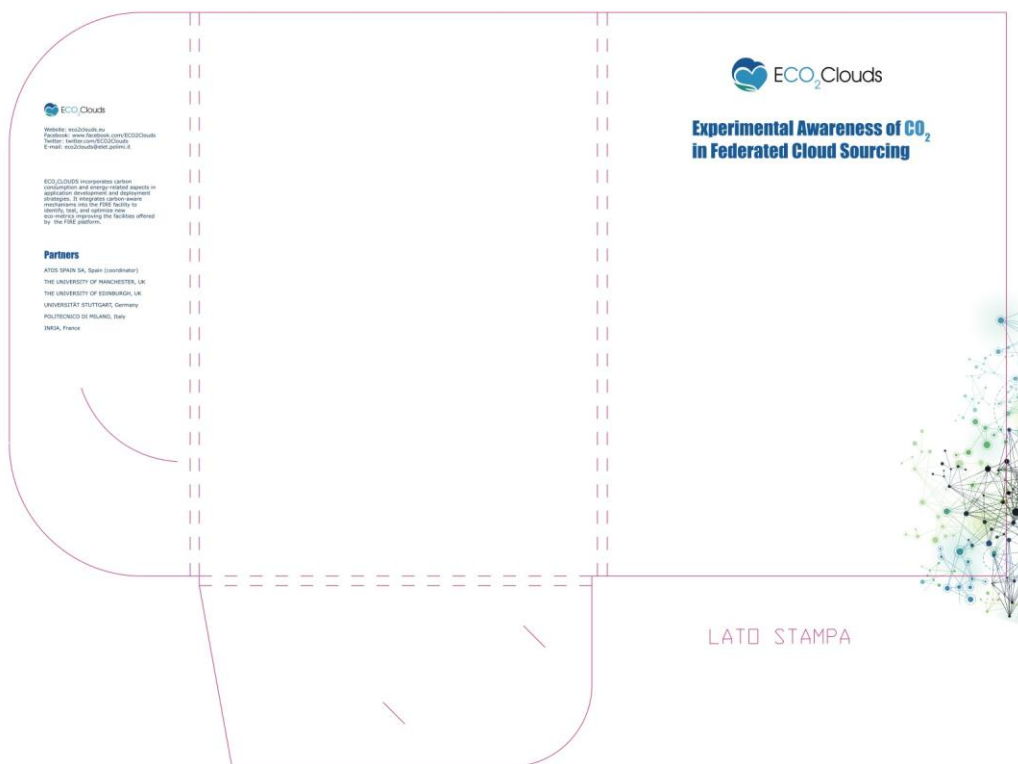 ECO2Clouds
Website: eco2clouds.eu
Facebook: www.facebook.com/ECO2Clouds
Twitter: twitter.com/ECO2Clouds
E-mail: eco2clouds@elet.polimi.it
ECO2CLOUDS incorporates carbon
consumption and energy-related aspects in
application development and deployment
strategies. It integrates carbon-aware
mechanisms into the FIRE facility to
identify, test, and optimize new
eco-metrics improving the facilities offered
by the FIRE platform.
Partners
ATOS SPAIN SA, Spain (coordinator)
THE UNIVERSITY OF MANCHESTER, UK
THE UNIVERSITY OF EDINBURGH, UK
UNIVERSITÄT STUTTGART, Germany
POLITECNICO DI MILANO, Italy
INRIA, France
ECO2Clouds
Experimental Awareness of CO2
in Federated Cloud Sourcing
LATO STAMPA